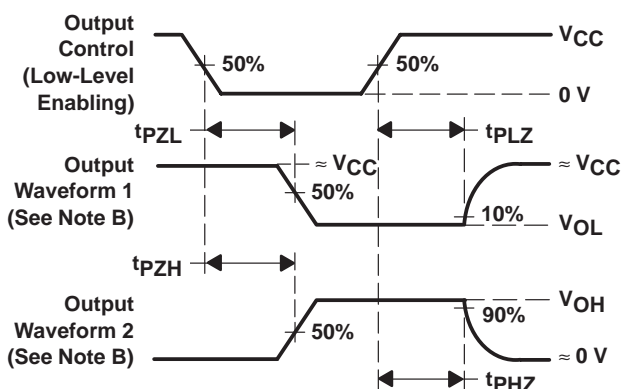 Output
Control
(Low-Level
Enabling)
50%
50%
VCC
0 V
tPZL
tPLZ
Output
Waveform 1
(See Note B)
≈ VCC
50%
≈ VCC
10%
VOL
tPZH
Output
Waveform 2
(See Note B)
50%
VOH
90%
≈ 0 V
tPHZ